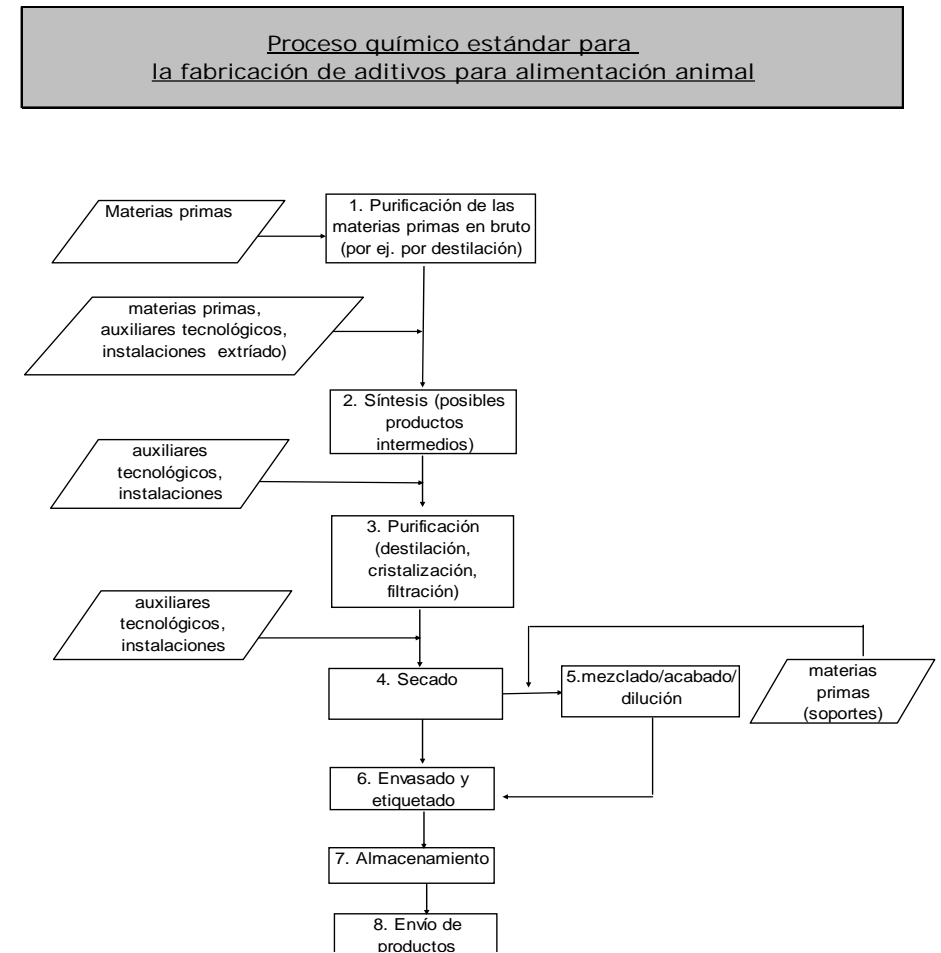 Proceso químico estándar para
la fabricación de aditivos para alimentación animal
Materias primas
1. Purificación de las
materias primas en bruto
(por ej. por destilación)
materias primas,
auxiliares tecnológicos,
instalaciones extríado)
2. Síntesis (posibles
productos
intermedios)
auxiliares
tecnológicos,
instalaciones
3. Purificación
(destilación,
cristalización,
filtración)
auxiliares
tecnológicos,
instalaciones
4. Secado
5.mezclado/acabado/
dilución
materias
primas
(soportes)
6. Envasado y
etiquetado
7. Almacenamiento
8. Envío de
productos